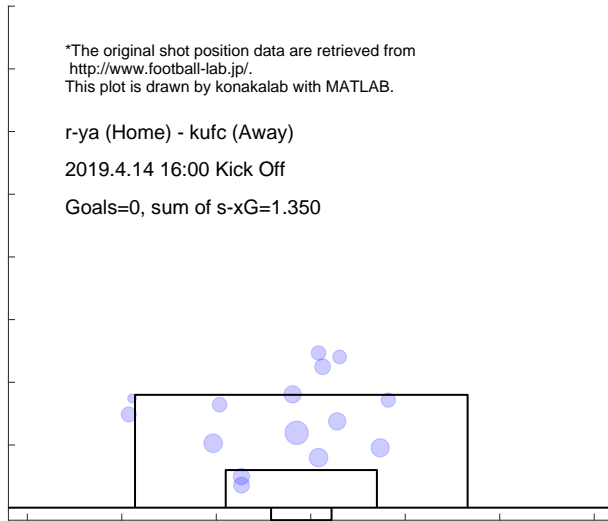 *The original shot position data are retrieved from
http://www.football-lab.jp/.
This plot is drawn by konakalab with MATLAB.
r-ya (Home) - kufc (Away)
2019.4.14 16:00 Kick Off
Goals=0, sum of s-xG=1.350